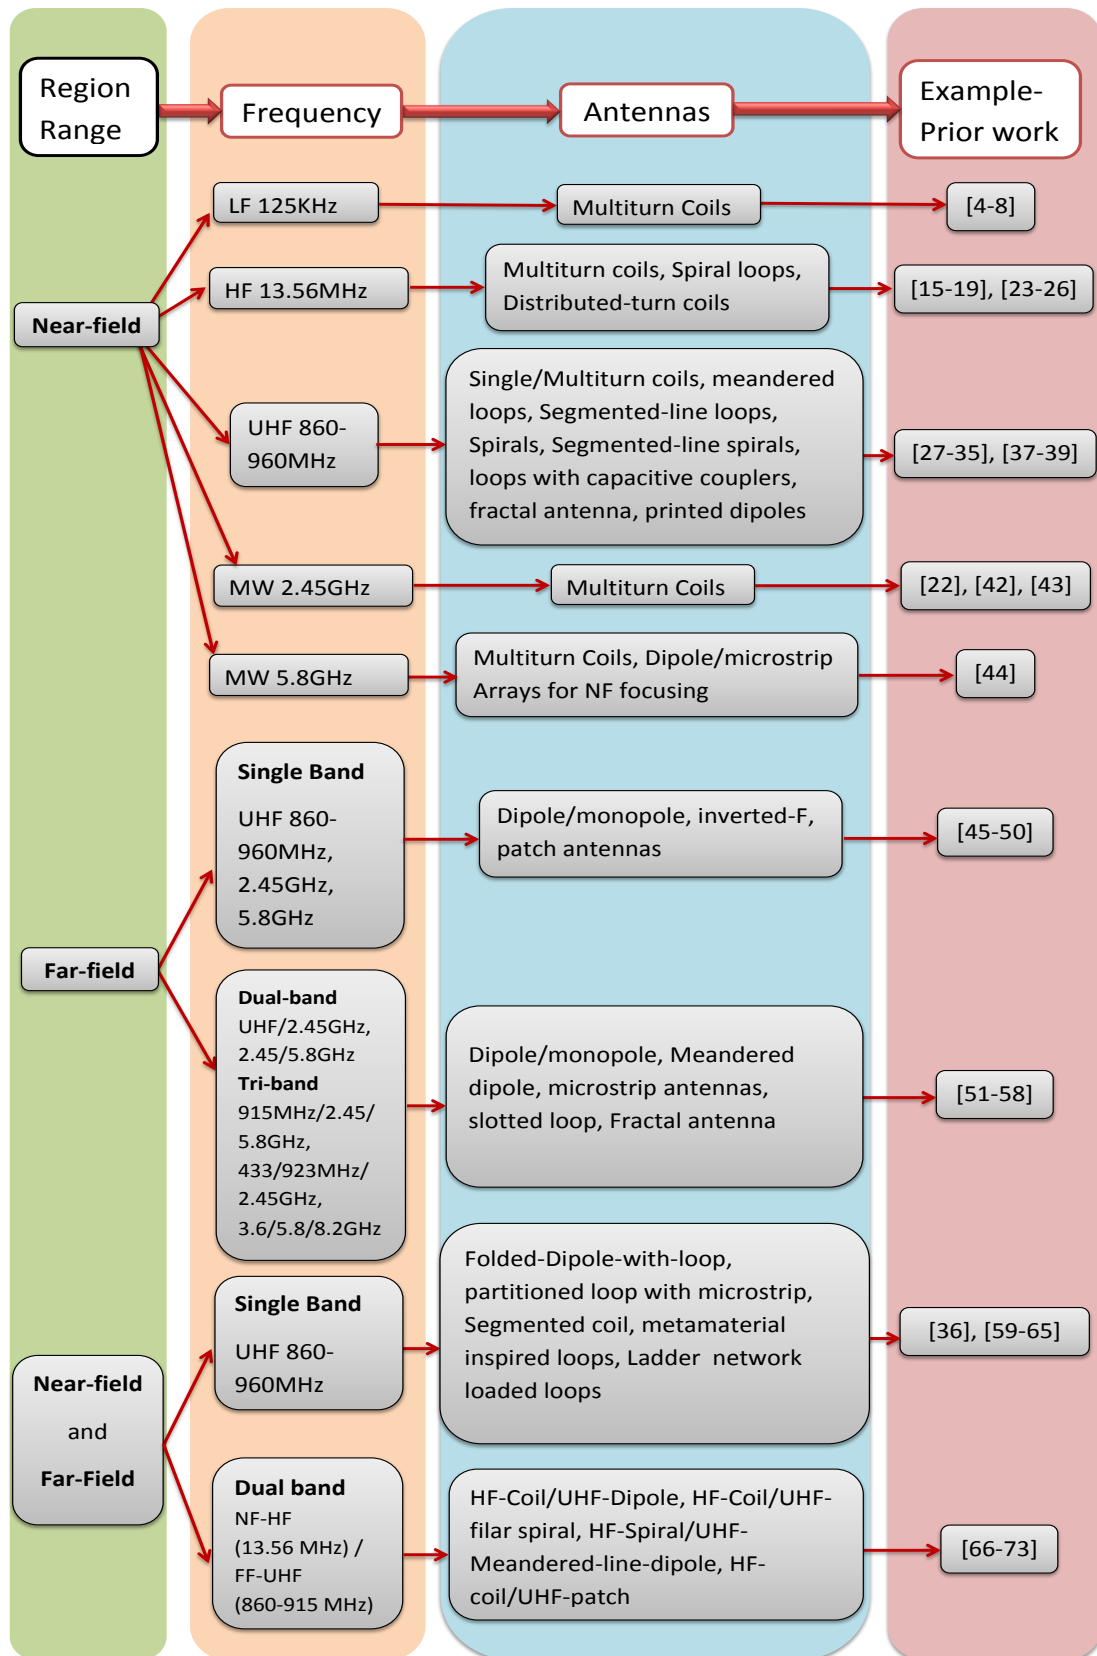 Region
Range
Frequency
Antennas
Example-
Prior work
Near-field
LF 125KHz
Multiturn Coils
[4-8]
HF 13.56MHz
Multiturn coils, Spiral loops,
Distributed-turn coils
[15-19], [23-26]
UHF 860-
960MHz
Single/Multiturn coils, meandered
loops, Segmented-line loops,
Spirals, Segmented-line spirals,
loops with capacitive couplers,
fractal antenna, printed dipoles
[27-35], [37-39]
MW 2.45GHz
Multiturn Coils
[22], [42], [43]
MW 5.8GHz
Multiturn Coils, Dipole/microstrip
Arrays for NF focusing
[44]
Far-field
Single Band
UHF 860-
960MHz,
2.45GHz,
5.8GHz
Dipole/monopole, inverted-F,
patch antennas
[45-50]
Dual-band
UHF/2.45GHz,
2.45/5.8GHz
Tri-band
915MHz/2.45/
5.8GHz,
433/923MHz/
2.45GHz,
3.6/5.8/8.2GHz
Dipole/monopole, Meandered
dipole, microstrip antennas,
slotted loop, Fractal antenna
[51-58]
Near-field
and
Far-Field
Single Band
UHF 860-
960MHz
Folded-Dipole-with-loop,
partitioned loop with microstrip,
Segmented coil, metamaterial
inspired loops, Ladder network
loaded loops
[36], [59-65]
Dual band
NF-HF
(13.56 MHz) /
FF-UHF
(860-915 MHz)
HF-Coil/UHF-Dipole, HF-Coil/UHF-
filar spiral, HF-Spiral/UHF-
Meandered-line-dipole, HF-
coil/UHF-patch
[66-73]